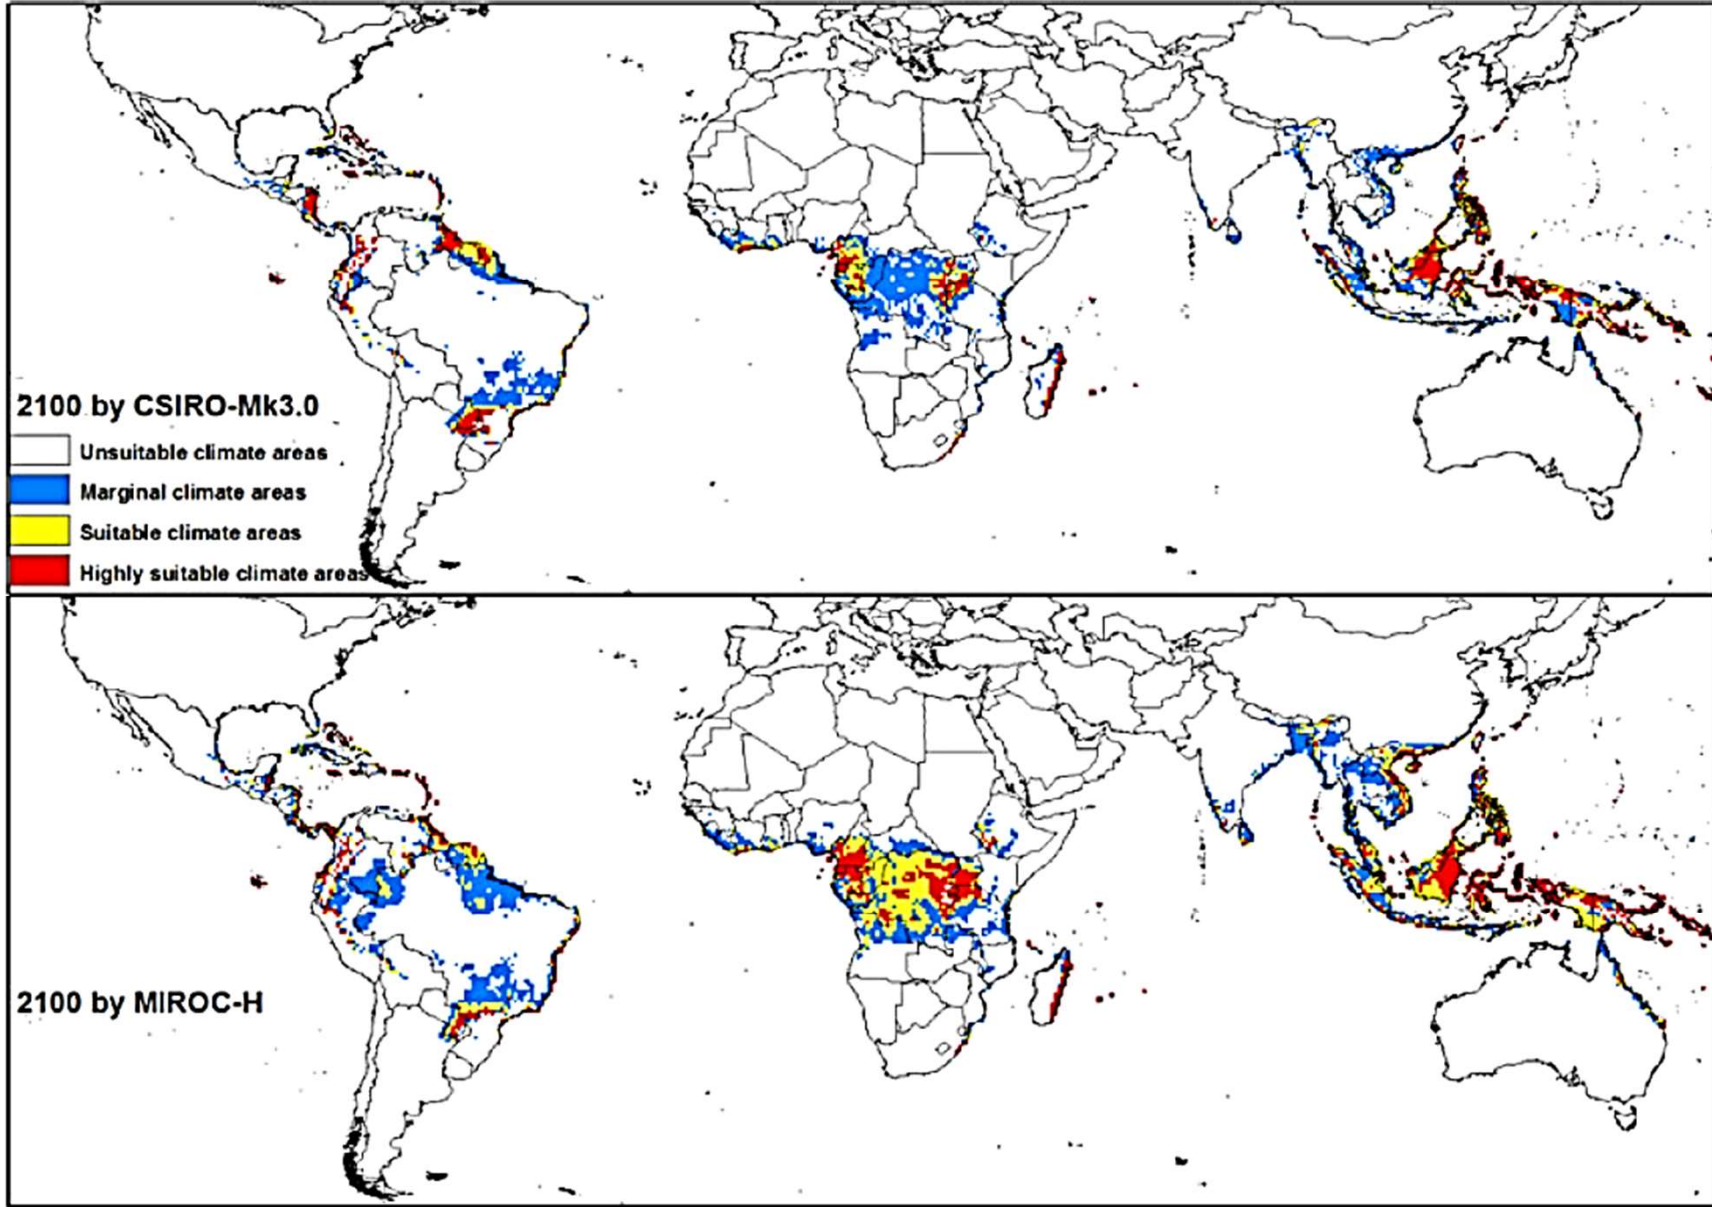 2100 by CSIRO-Mk3.0
Unsuitable climate areas
Marginal climate areas
Suitable climate areas
Highly suitable climate areas
2100 by MIROC-H